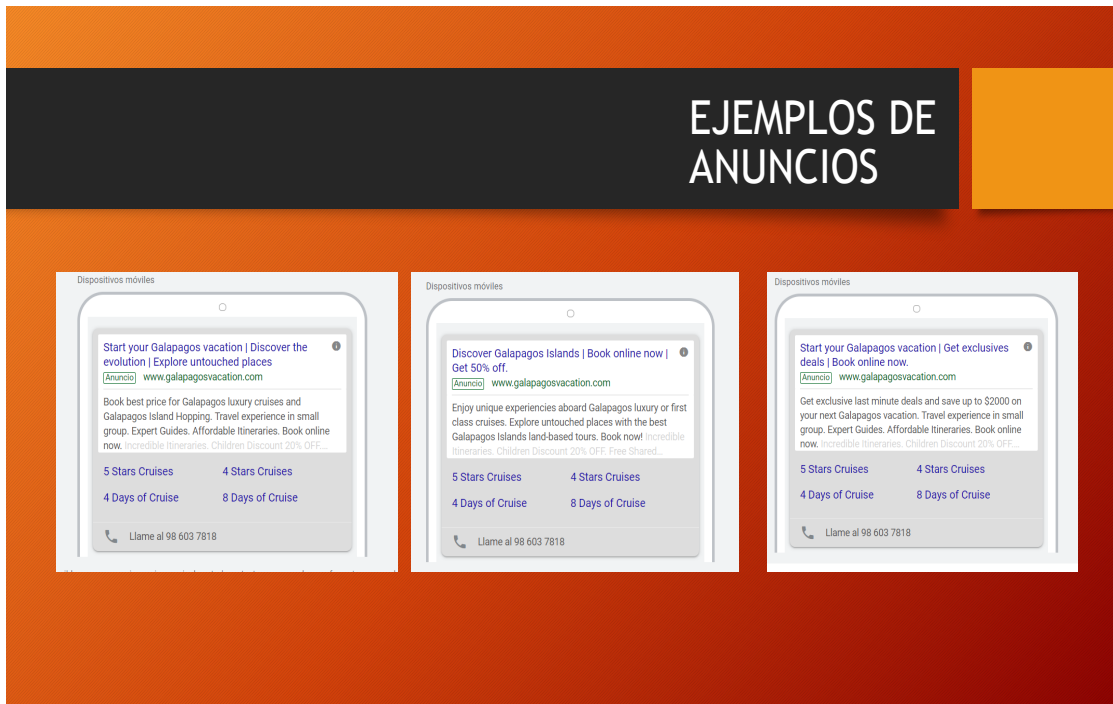 EJEMPLOS DE
ANUNCIOS
Dispositivos móviles
Start your Galapagos vacation | Discover the
evolution | Explore untouched places
Anuncio www.galapagosvacation.com
Book best price for Galapagos luxury cruises and
Galapagos Island Hopping. Travel experience in small
group. Expert Guides. Affordable Itineraries. Book online
now. Incredible Itineraries. Children Discount 20% OFF....
5 Stars Cruises 4 Stars Cruises
4 Days of Cruise 8 Days of Cruise
Llame al 98 603 7818
Dispositivos móviles
Discover Galapagos Islands | Book online now |
Get 50% off.
Anuncio www.galapagosvacation.com
Enjoy unique experiencies aboard Galapagos luxury or first
class cruises. Explore untouched places with the best
Galapagos Islands land-based tours. Book now! Incredible
Itineraries. Children Discount 20% OFF. Free Shared...
5 Stars Cruises 4 Stars Cruises
4 Days of Cruise 8 Days of Cruise
Llame al 98 603 7818
Dispositivos móviles
Start your Galapagos vacation | Get exclusives
deals | Book online now.
Anuncio www.galapagosvacation.com
Get exclusive last minute deals and save up to $2000 on
your next Galapagos vacation. Travel experience in small
group. Expert Guides. Affordable Itineraries. Book online
now. Incredible Itineraries. Children Discount 20% OFF....
5 Stars Cruises 4 Stars Cruises
4 Days of Cruise 8 Days of Cruise
Llame al 98 603 7818